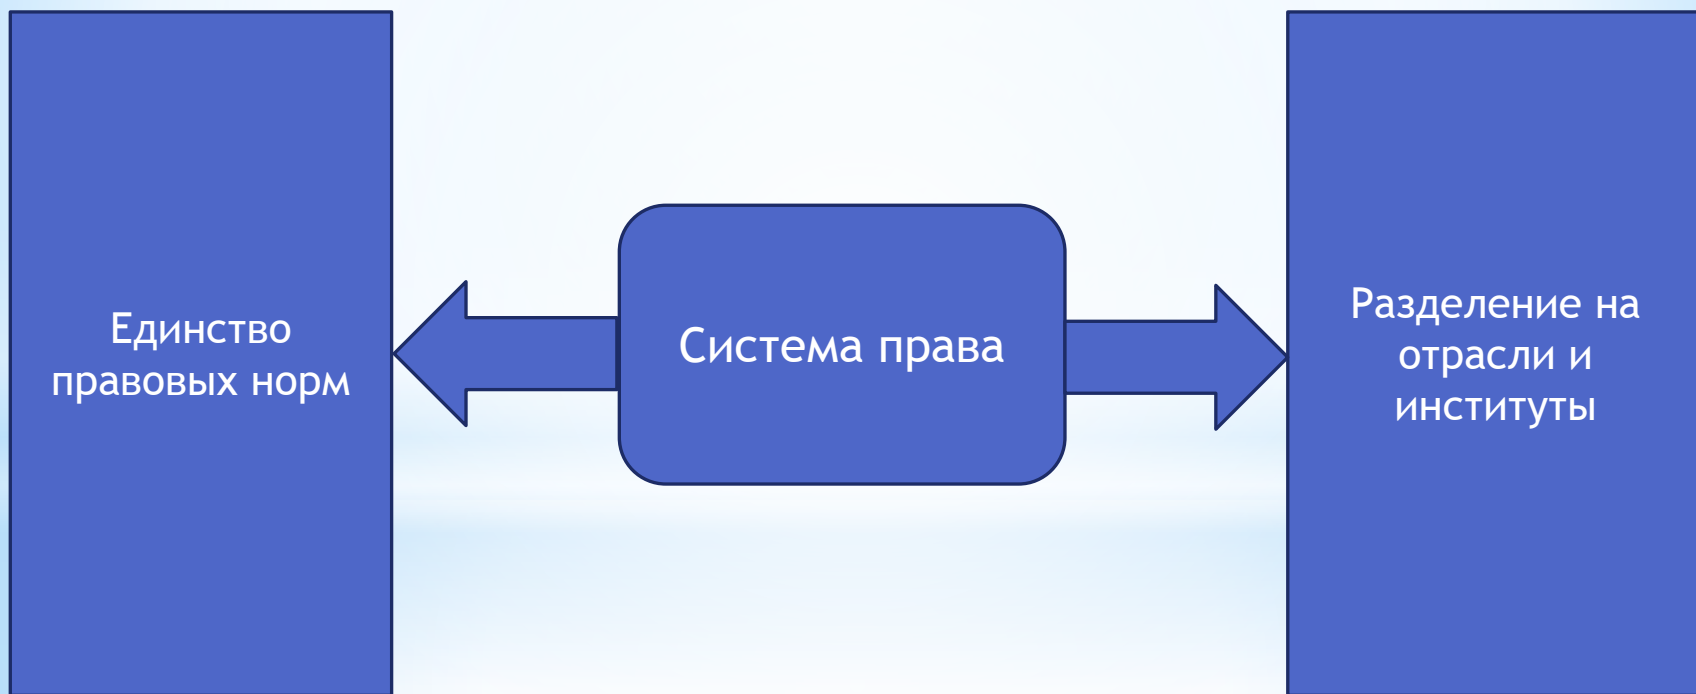 Единство
правовых норм
Система права
Разделение на
отрасли и
институты